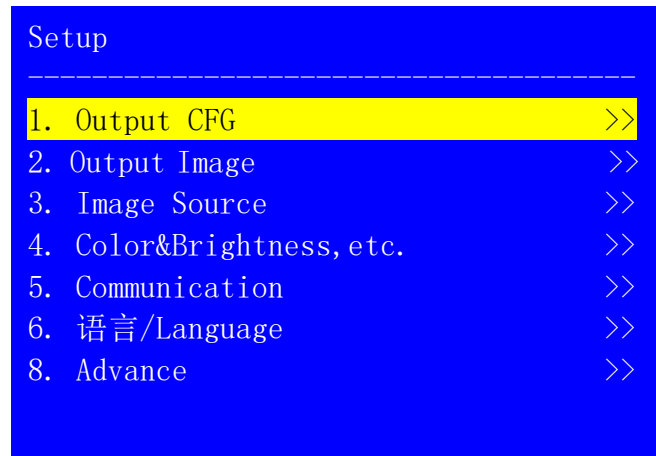 Setup
--------------------------------------
1. Output CFG >>
2. Output Image >>
3. Image Source >>
4. Color&Brightness,etc. >>
5. Communication >>
6. 语言/Language >>
8. Advance >>